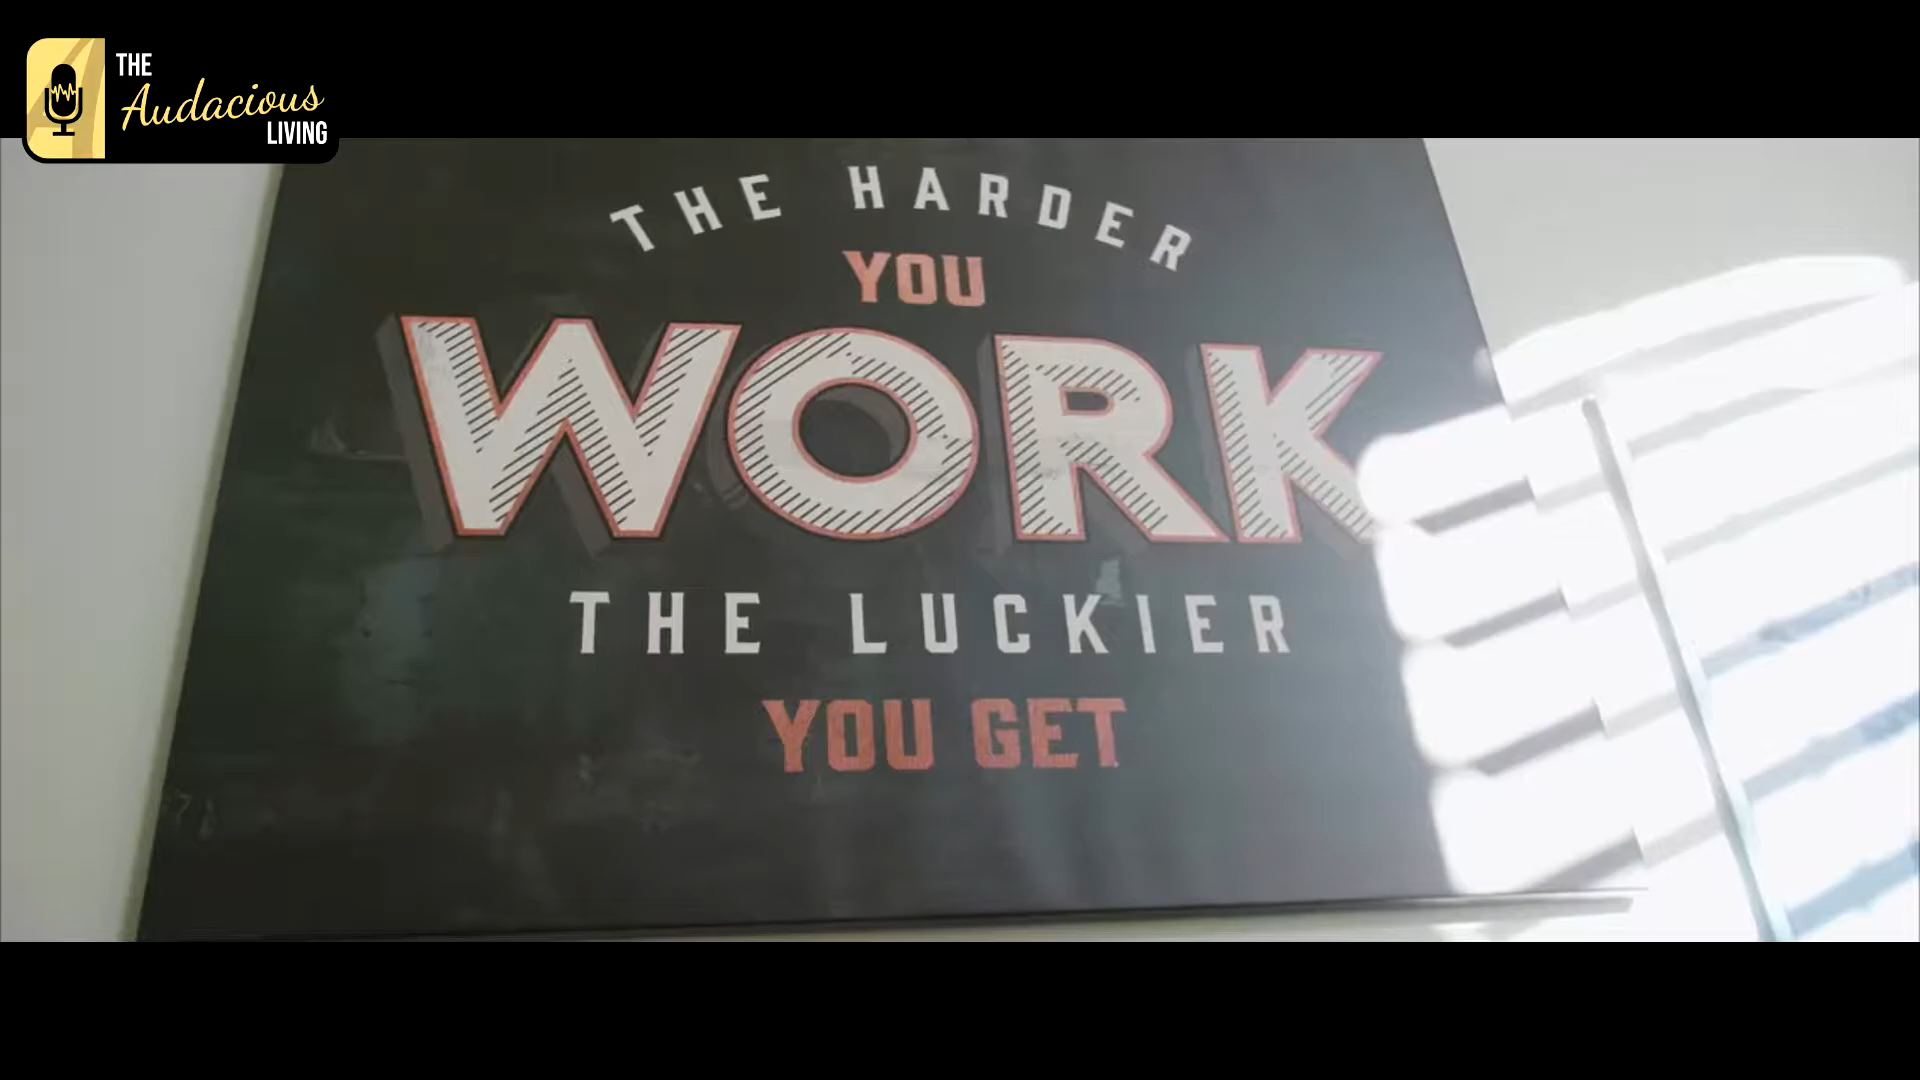 THE
Audacious
LIVING
THE HARDER
YOU
WORK
THE LUCKIER
YOU GET